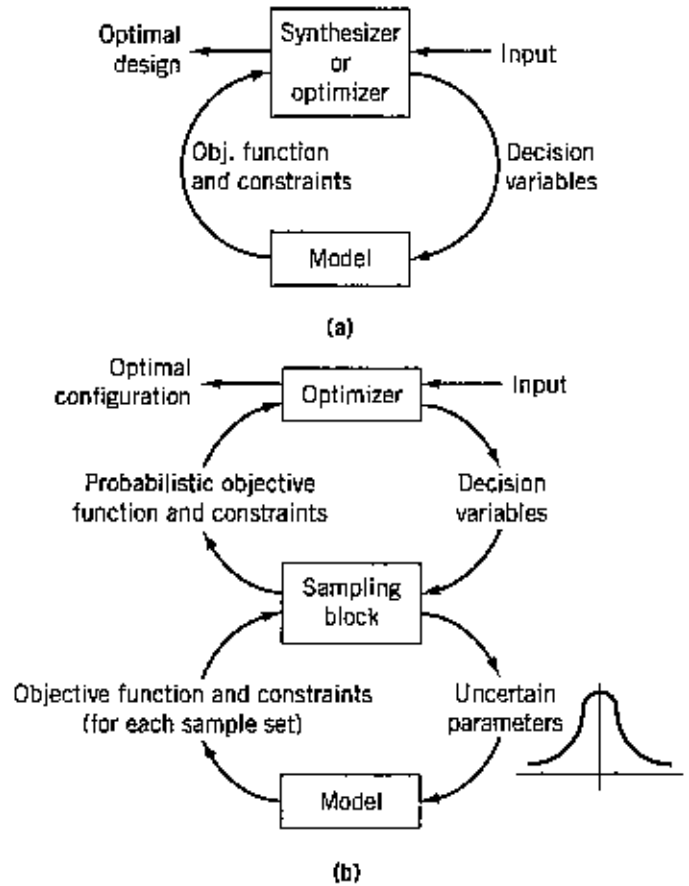 Optimal
design
Synthesizer
or
optimizer
Input
Obj. function
and constraints
Decision
variables
Model
(a)
Optimal
configuration
Optimizer
Input
Probabilistic objective
function and constraints
Decision
variables
Sampling
block
Objective function and constraints
(for each sample set)
Uncertain
parameters
Model
(b)